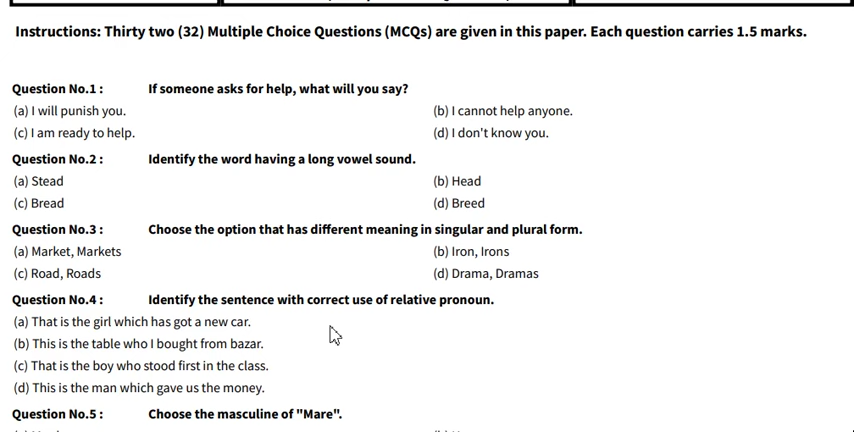 Instructions: Thirty two (32) Multiple Choice Questions (MCQs) are given in this paper. Each question carries 1.5 marks.
Question No.1 : If someone asks for help, what will you say?
(a) I will punish you. (b) I cannot help anyone.
(c) I am ready to help. (d) I don't know you.
Question No.2 : Identify the word having a long vowel sound.
(a) Stead (b) Head
(c) Bread (d) Breed
Question No.3 : Choose the option that has different meaning in singular and plural form.
(a) Market, Markets (b) Iron, Irons
(c) Road, Roads (d) Drama, Dramas
Question No.4 : Identify the sentence with correct use of relative pronoun.
(a) That is the girl which has got a new car.
(b) This is the table who I bought from bazar.
(c) That is the boy who stood first in the class.
(d) This is the man which gave us the money.
Question No.5 : Choose the masculine of "Mare".